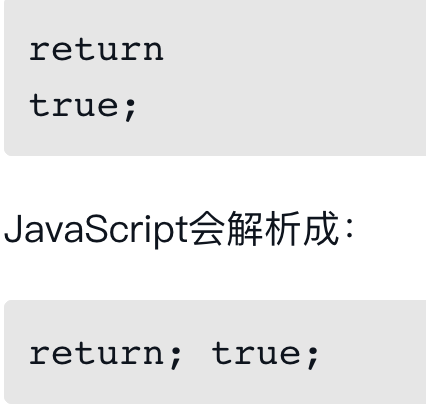 return
true;
JavaScript会解析成：
return; true;